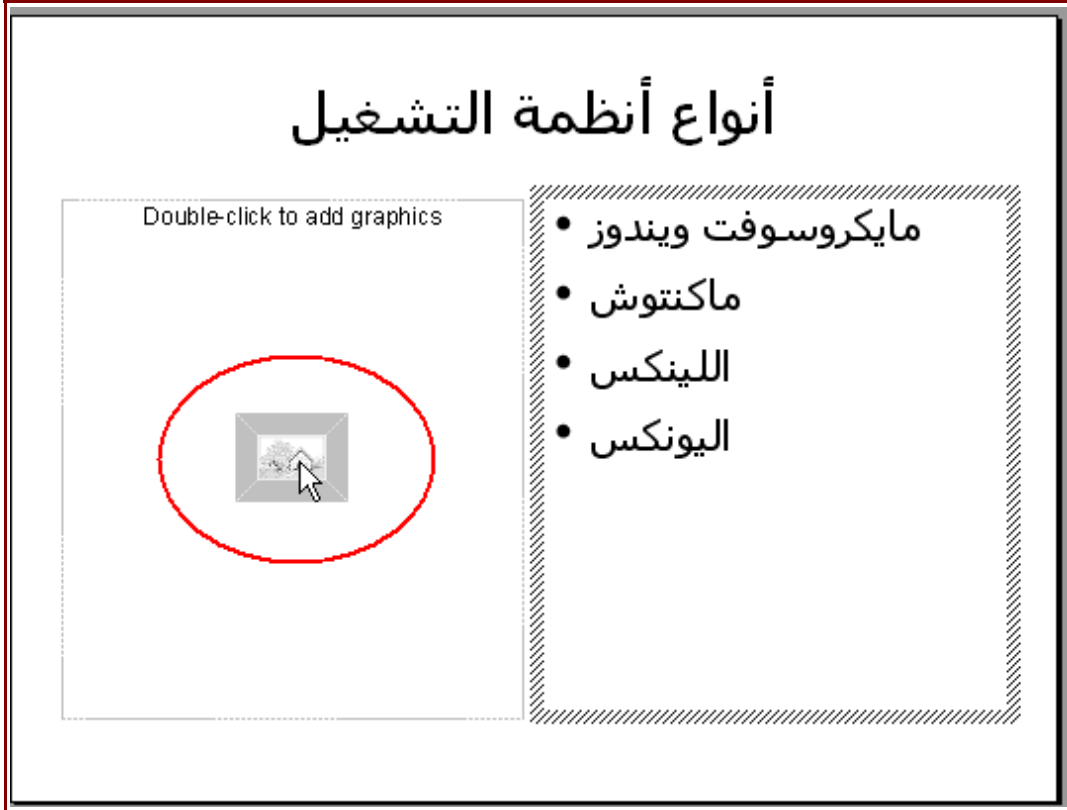 أنواع أنظمة التشغيل
Double-click to add graphics
• مايكروسوفت ويندوز
• ماكنتوش
• اللينكس
• اليونكس